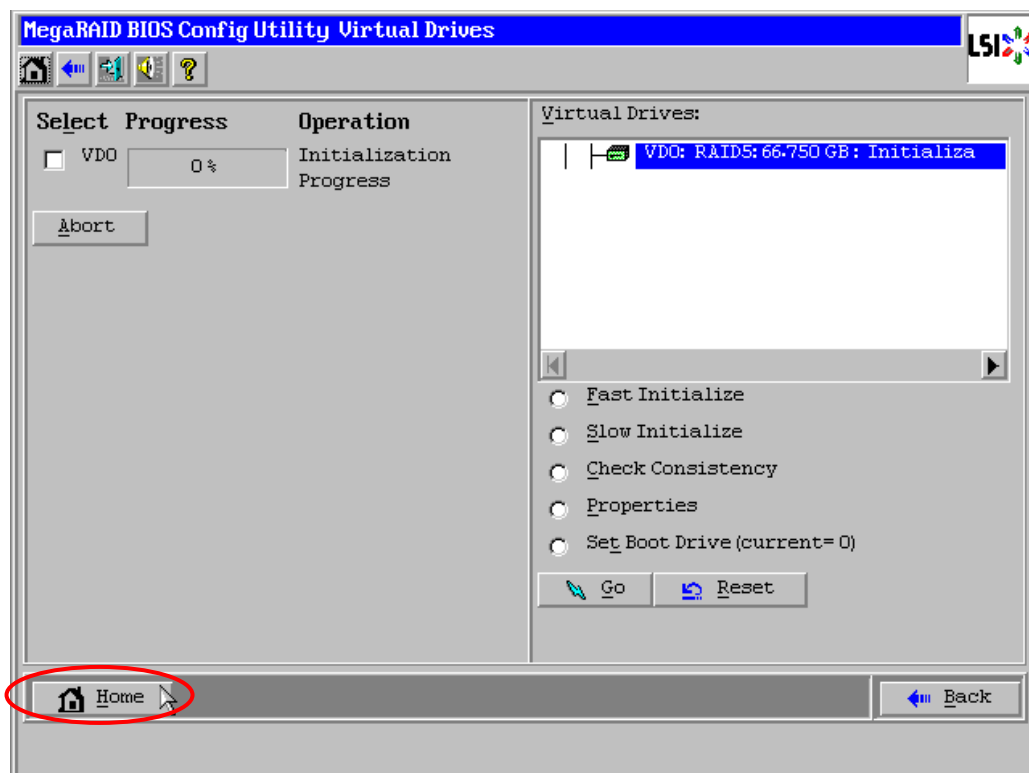 MegaRAID BIOS Config Utility Virtual Drives
LSI
?
Select Progress Operation
VD0 0% Initialization
Progress
Abort
Virtual Drives:
VD0: RAID5: 66.750 GB: Initializa
Fast Initialize
Slow Initialize
Check Consistency
Properties
Set Boot Drive (current= 0)
Go Reset
Home Back